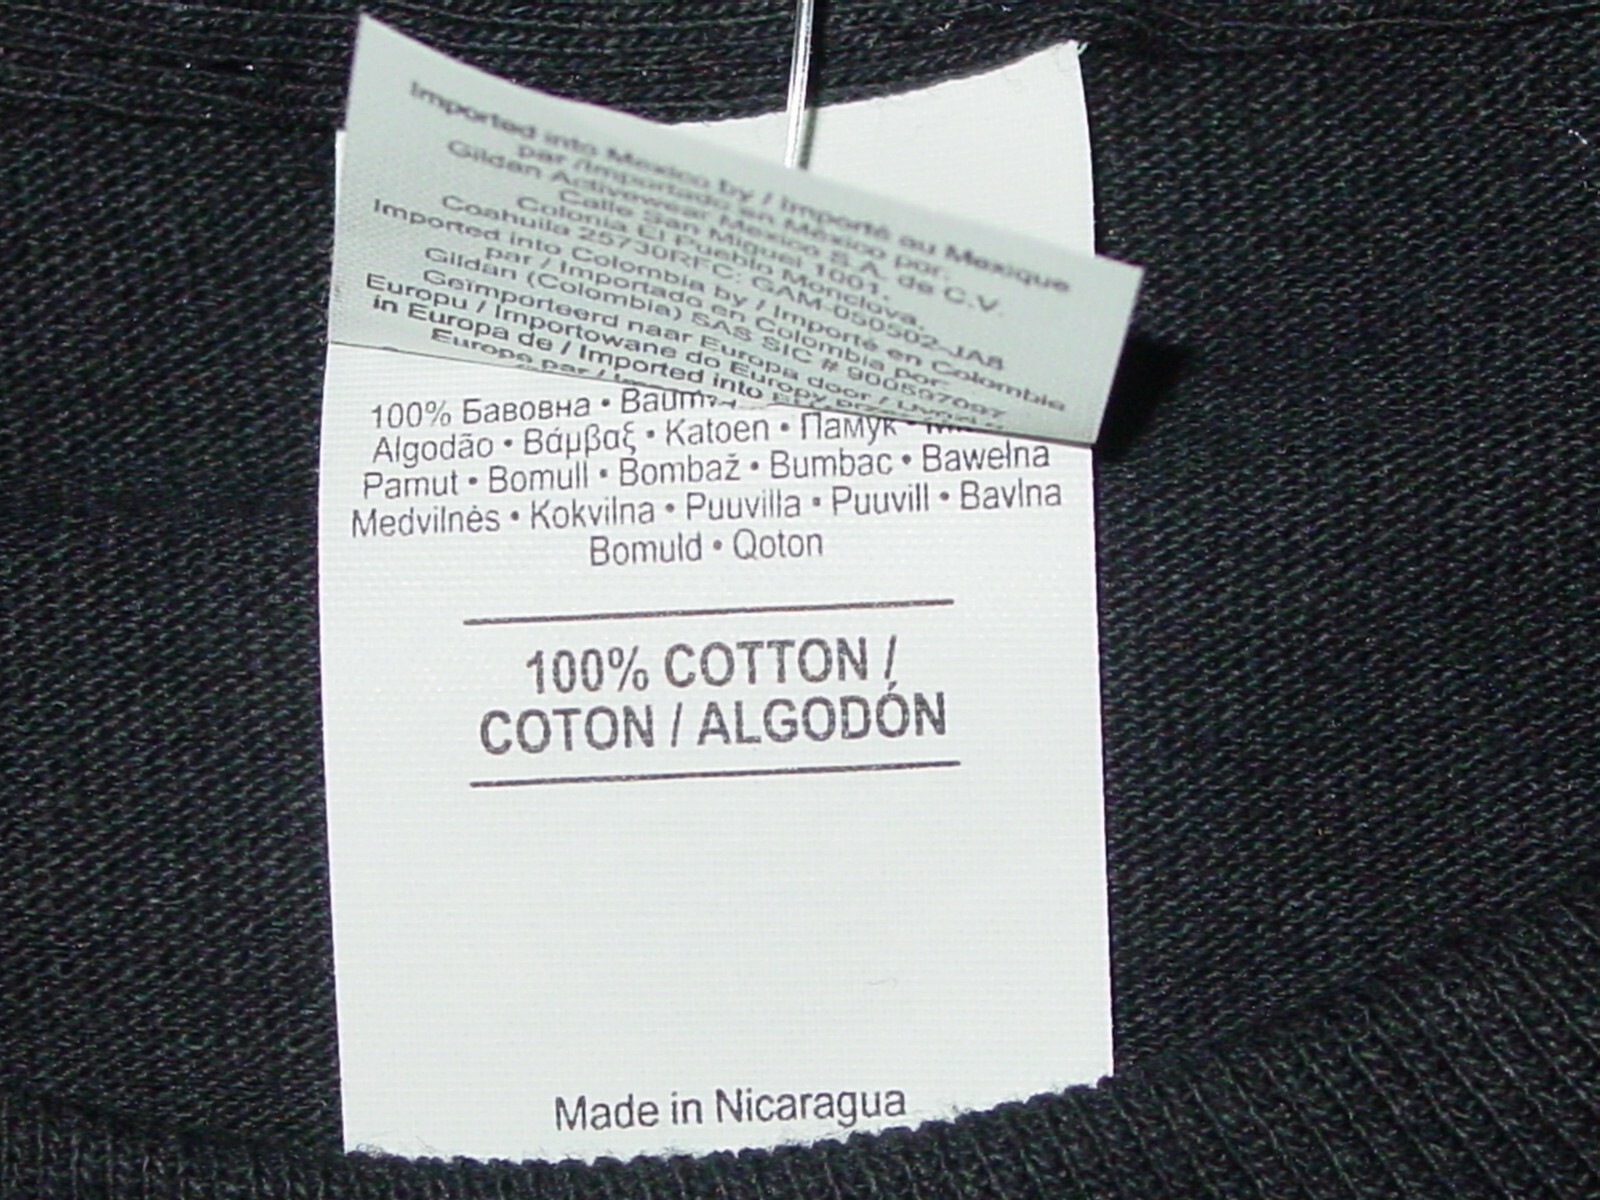 Imported into Mexico by / Importé au Mexique
par /Importado en México por:
Gildan Activewear Mexico S.A. de C.V.
Calle San Miguel 1001.
Colonia El Pueblo Monclova.
Coahuila 25730RFC: GAM-050502-JA8
Imported into Colombia by / Importé en Colombie
par / Importado en Colombia por:
Gildan (Colombia) SAS SIC # 900597097
Geïmporteerd naar Europa door /
Europu / Importowane do Europy przez
in Europa de / Imported into
Europe par /
100% Бавовна •
Algodão • Βάμβαξ • Katoen • Памук •
Pamut • Bomull • Bombaž • Bumbac • Bawełna
Medvilnės • Kokvilna • Puuvilla • Puuvill • Bavlna
Bomuld • Qoton
100% COTTON /
COTON / ALGODÓN
Made in Nicaragua